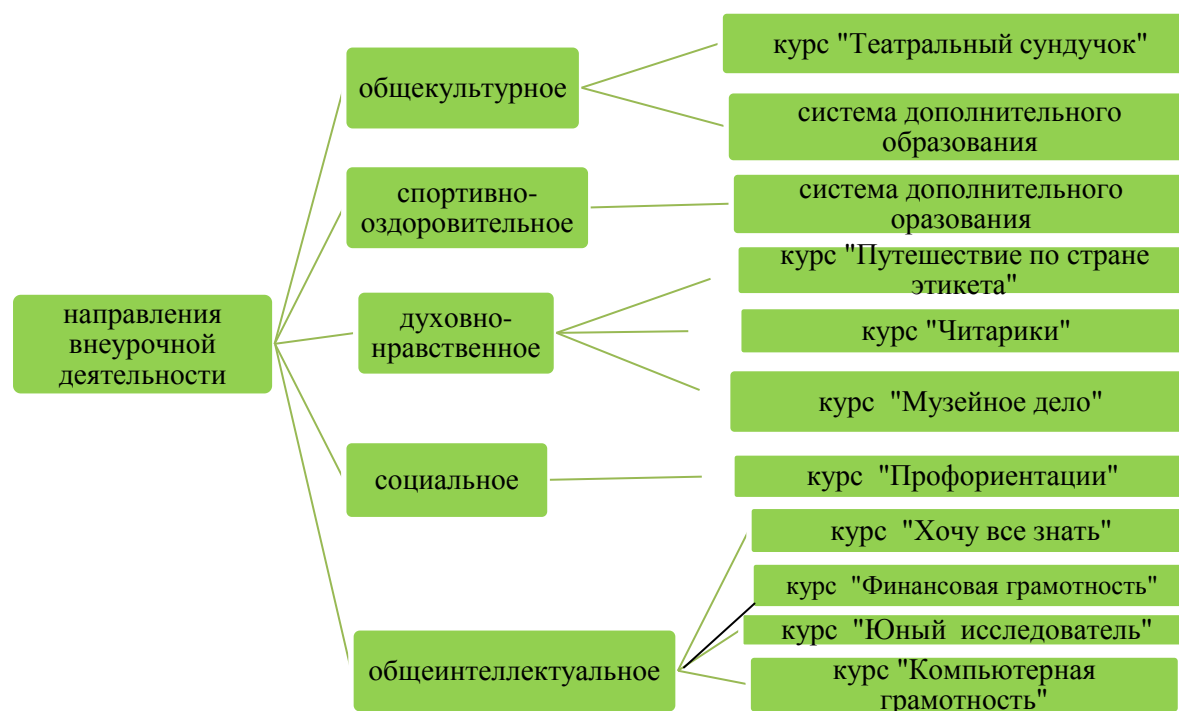 направления
внеурочной
деятельности
общекультурное
курс "Театральный сундучок"
система дополнительного
образования
спортивно-
оздоровительное
система дополнительного
оразования
духовно-
нравственное
курс "Путешествие по стране
этикета"
курс "Читарики"
курс "Музейное дело"
социальное
курс "Профориентации"
общеинтеллектуальное
курс "Хочу все знать"
курс "Финансовая грамотность"
курс "Юный исследователь"
курс "Компьютерная
грамотность"